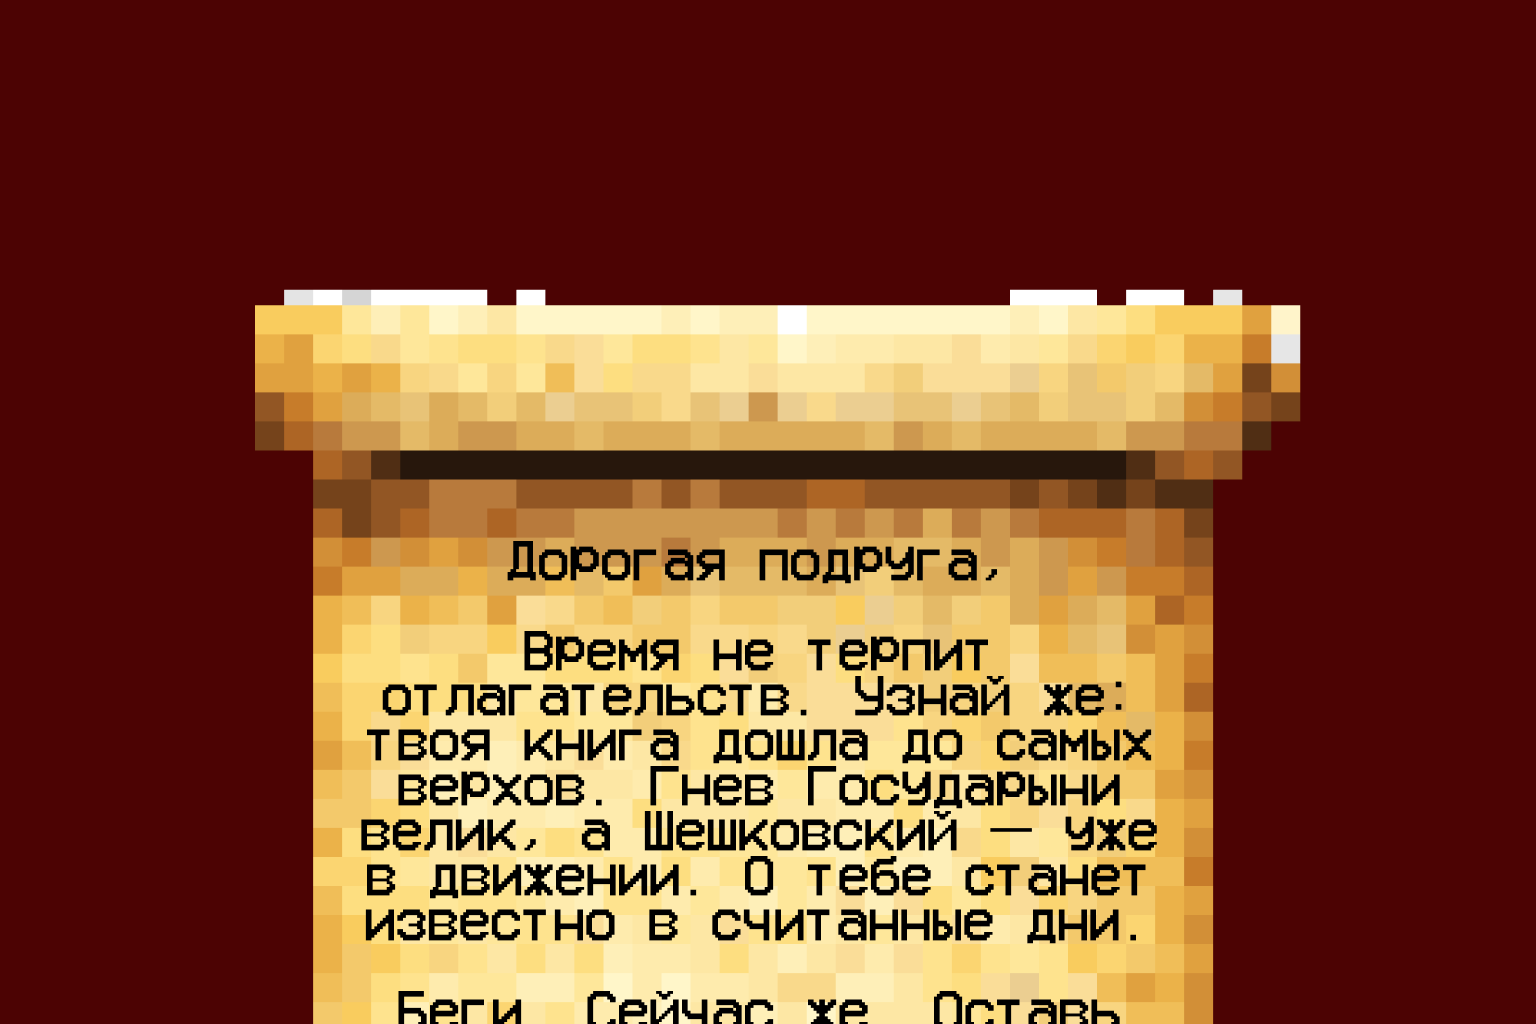 Дорогая подруга,
Время не терпит
отлагательств. Узнай же:
твоя книга дошла до самых
верхов. Гнев Государыни
велик, а Шешковский — уже
в движении. О тебе станет
известно в считанные дни.
Беги. Сейчас же. Оставь